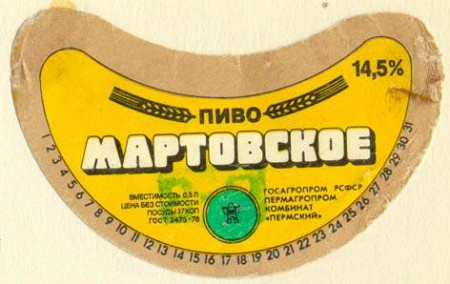 14,5%
ПИВО
МАРТОВСКОЕ
ВМЕСТИМОСТЬ 0,5 Л
ЦЕНА БЕЗ СТОИМОСТИ
ПОСУДЫ 37 КОП
ГОСТ 3473-78
ГОСАГРОПРОМ РСФСР
ПЕРМАГРОПРОМ
КОМБИНАТ
«ПЕРМСКИЙ»
1 2 3 4 5 6 7 8 9 10 11 12 13 14 15 16 17 18 19 20 21 22 23 24 25 26 27 28 29 30 31